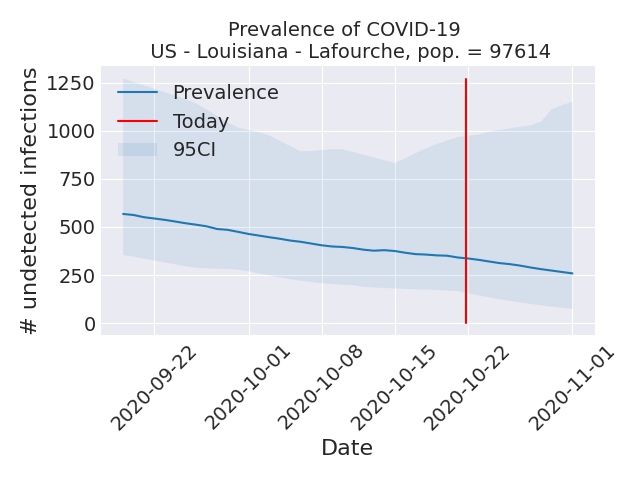 Prevalence of COVID-19
US - Louisiana - Lafourche, pop. = 97614
# undetected infections
1250
1000
750
500
250
0
Prevalence
Today
95CI
2020-09-22
2020-10-01
2020-10-08
2020-10-15
2020-10-22
2020-11-01
Date